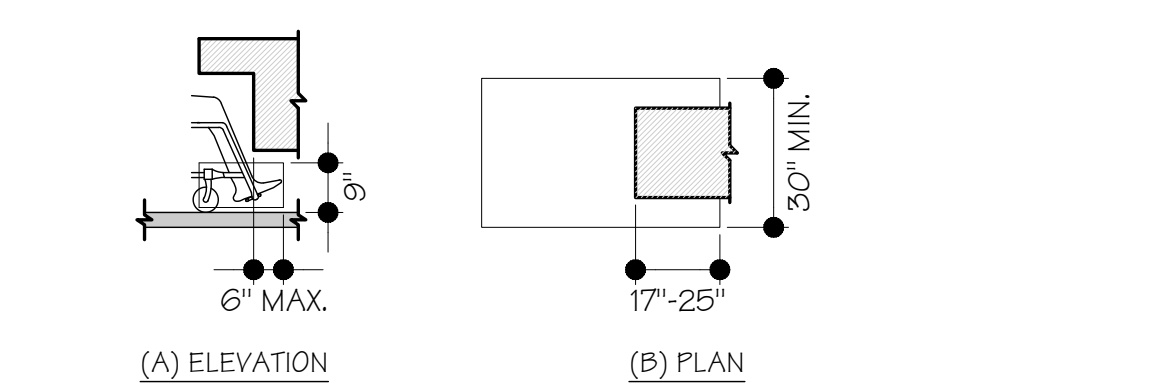 9"
6" MAX.
(A) ELEVATION
30" MIN.
17"-25"
(B) PLAN